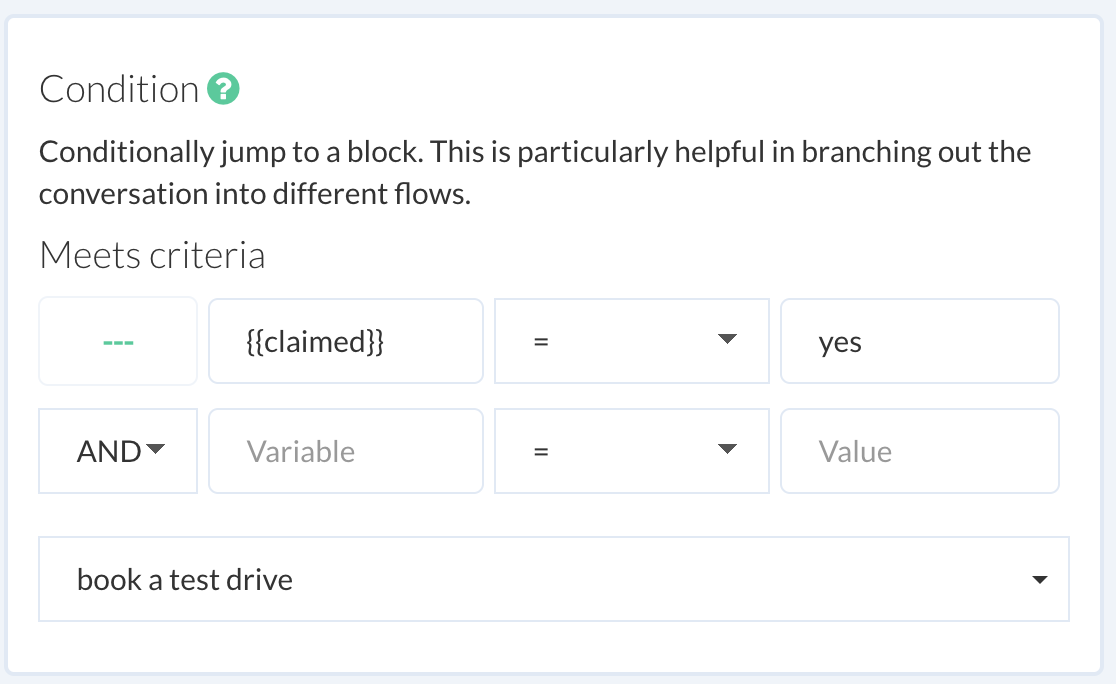 Condition ?
Conditionally jump to a block. This is particularly helpful in branching out the
conversation into different flows.
Meets criteria
--- {{claimed}} = yes
AND Variable = Value
book a test drive